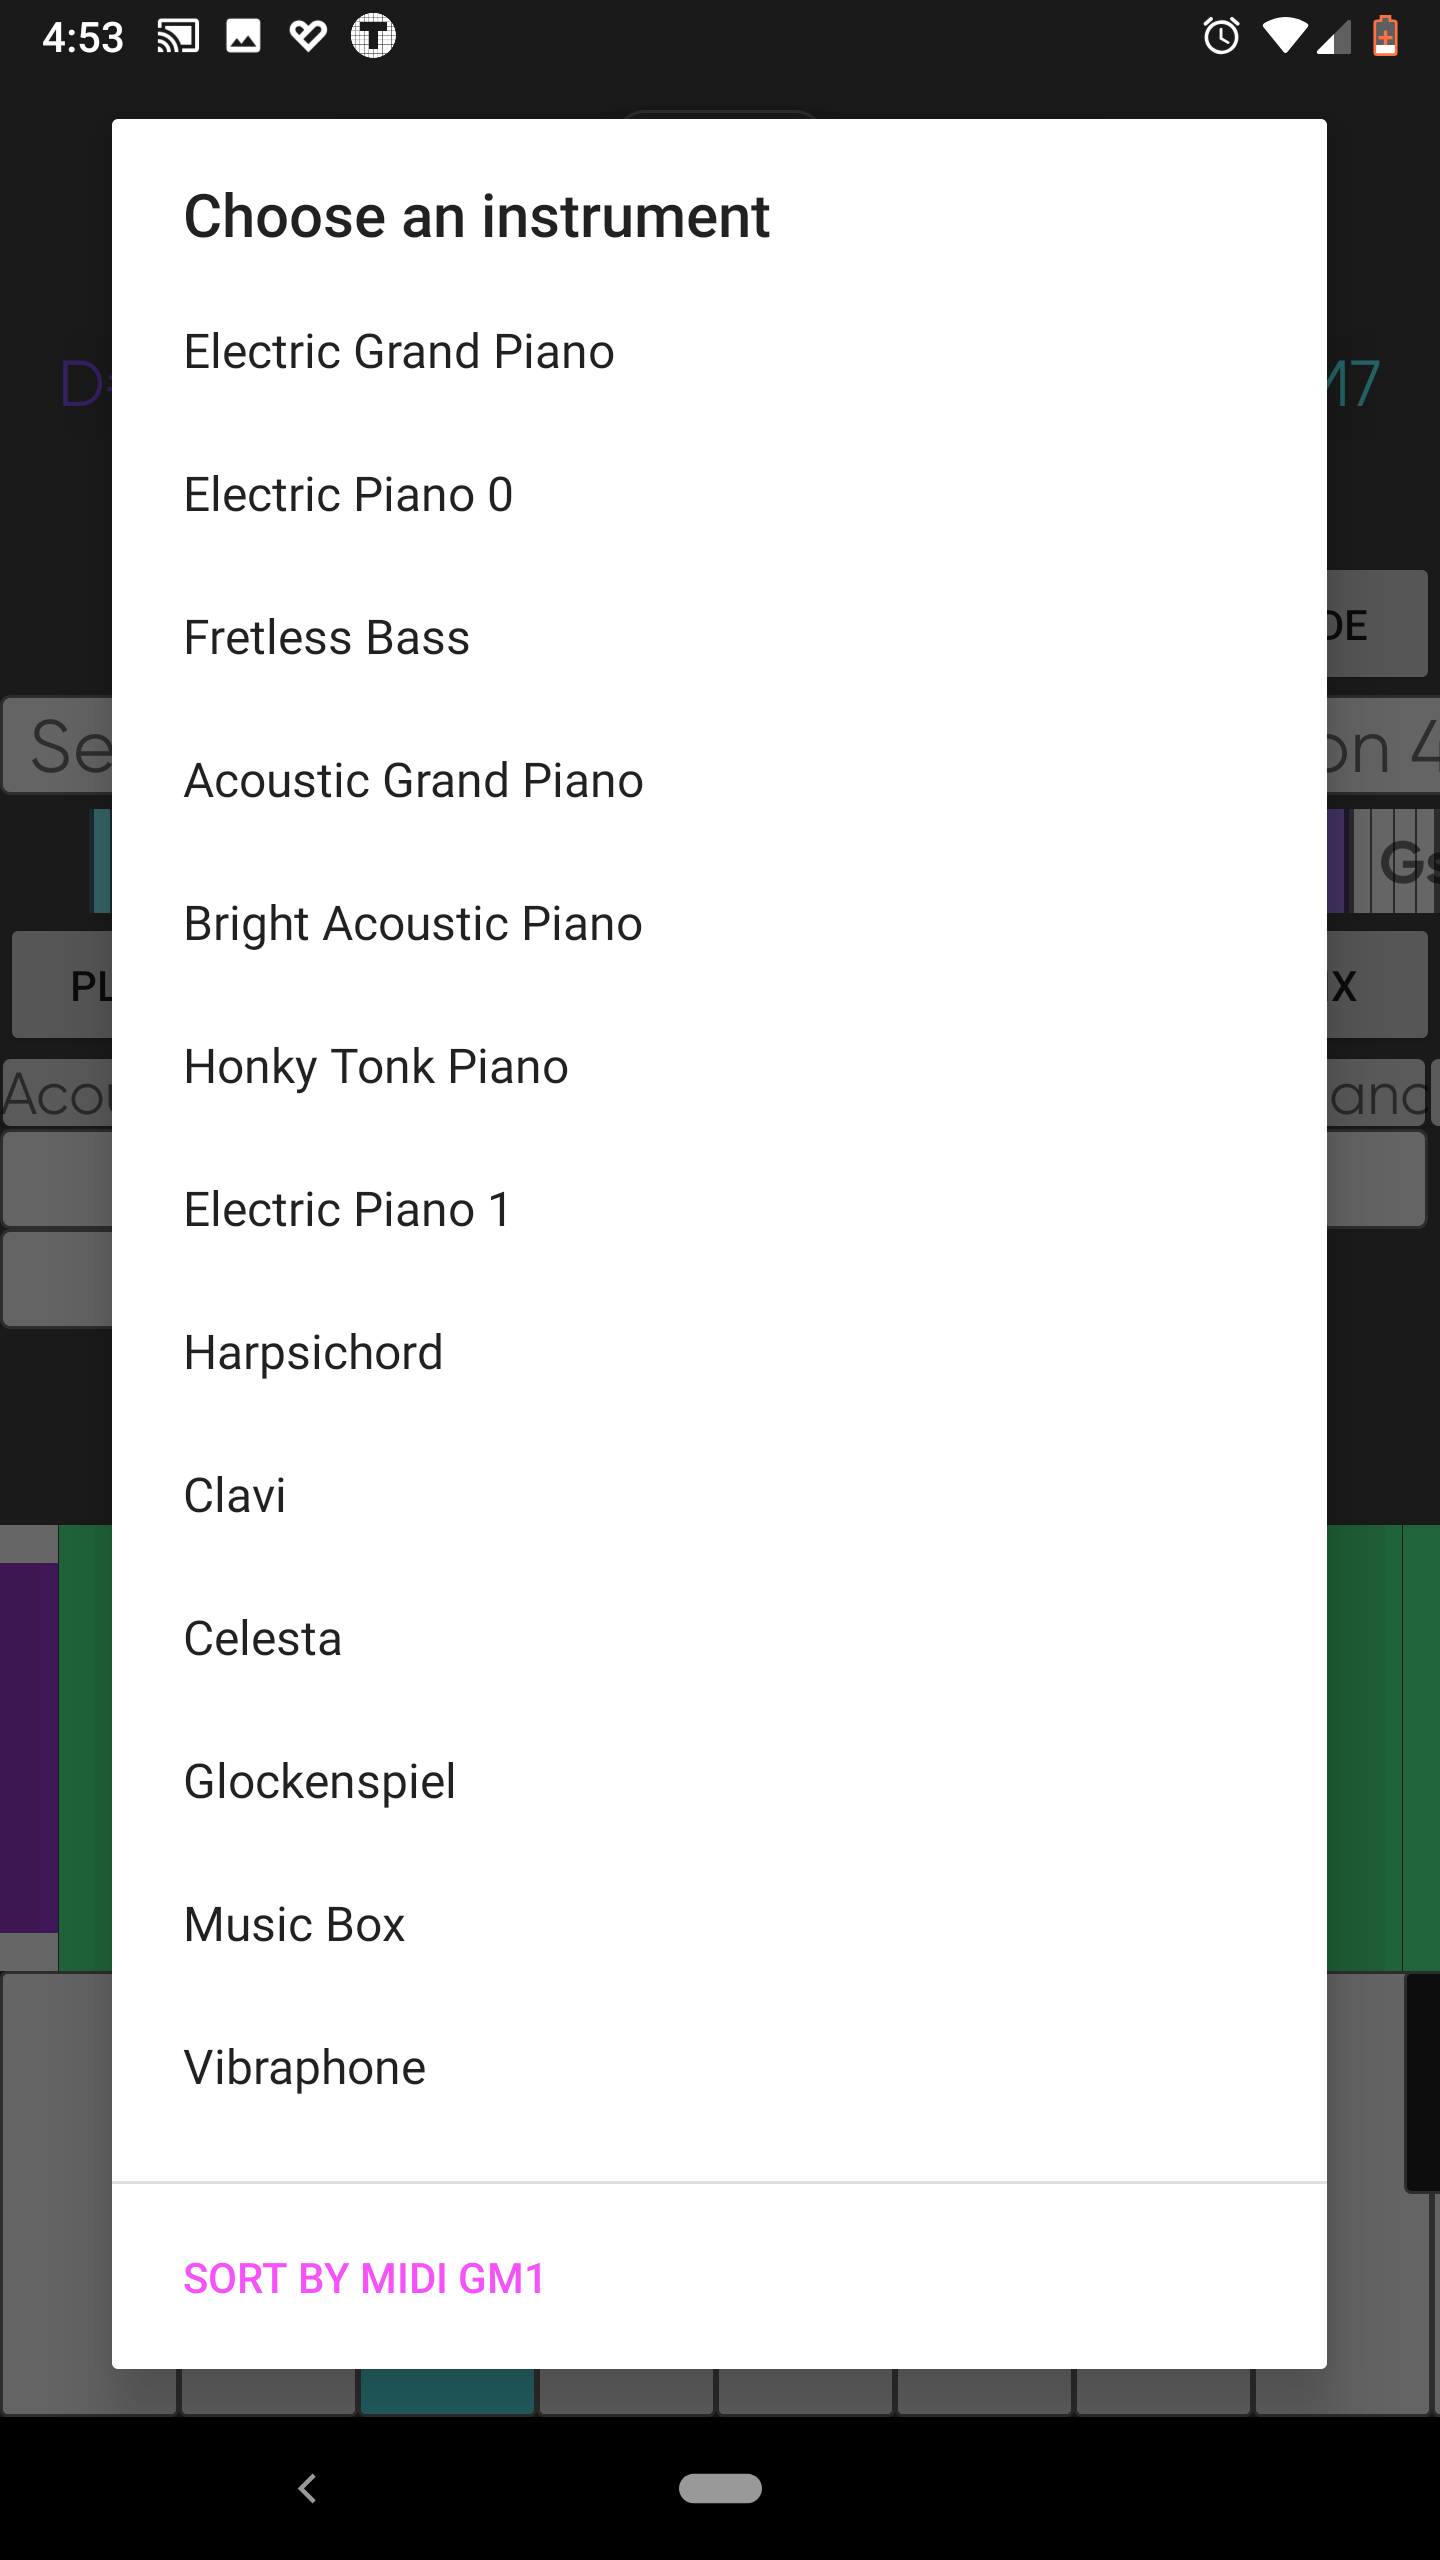 4:53
Choose an instrument
Electric Grand Piano
M7
Electric Piano 0
Fretless Bass
Acoustic Grand Piano
Bright Acoustic Piano
Honky Tonk Piano
Electric Piano 1
Harpsichord
Clavi
Celesta
Glockenspiel
Music Box
Vibraphone
SORT BY MIDI GM1